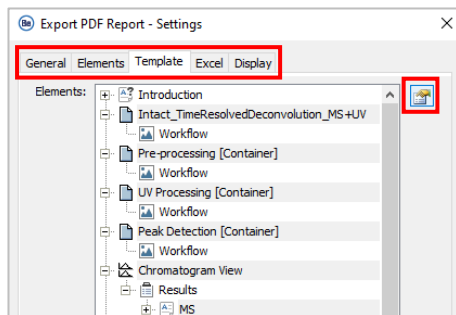 Be Export PDF Report - Settings
General Elements Template Excel Display
Elements: Introduction
Intact_TimeResolvedDeconvolution_MS+UV
Workflow
Pre-processing [Container]
Workflow
UV Processing [Container]
Workflow
Peak Detection [Container]
Workflow
Chromatogram View
Results
MS